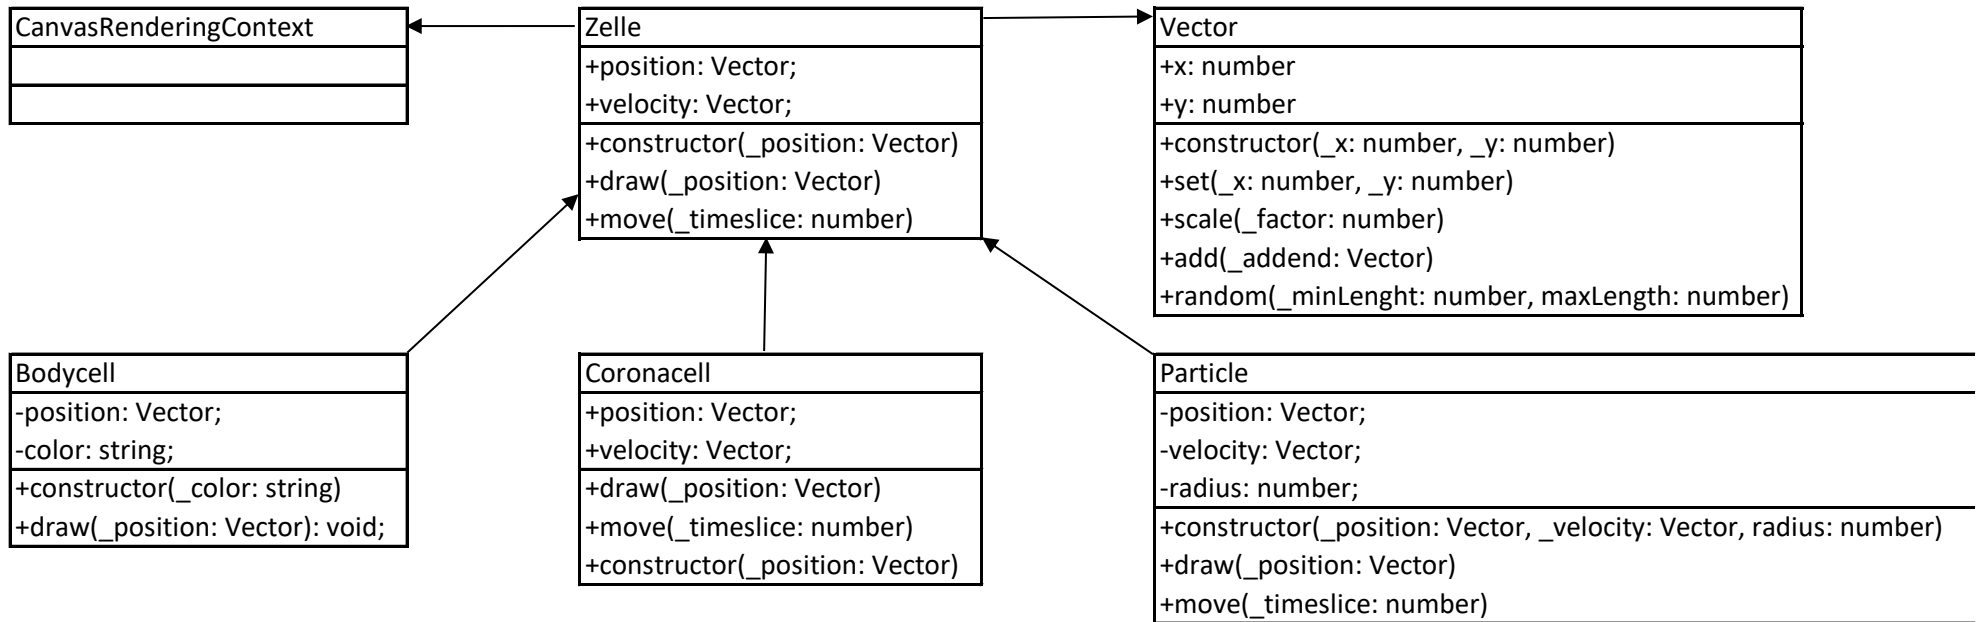 CanvasRenderingContext
Zelle
+position: Vector;
+velocity: Vector;
+constructor(_position: Vector)
+draw(_position: Vector)
+move(_timeslice: number)
Vector
+x: number
+y: number
+constructor(_x: number, _y: number)
+set(_x: number, _y: number)
+scale(_factor: number)
+add(_addend: Vector)
+random(_minLenght: number, maxLength: number)
Bodycell
-position: Vector;
-color: string;
+constructor(_color: string)
+draw(_position: Vector): void;
Coronacell
+position: Vector;
+velocity: Vector;
+draw(_position: Vector)
+move(_timeslice: number)
+constructor(_position: Vector)
Particle
-position: Vector;
-velocity: Vector;
-radius: number;
+constructor(_position: Vector, _velocity: Vector, radius: number)
+draw(_position: Vector)
+move(_timeslice: number)